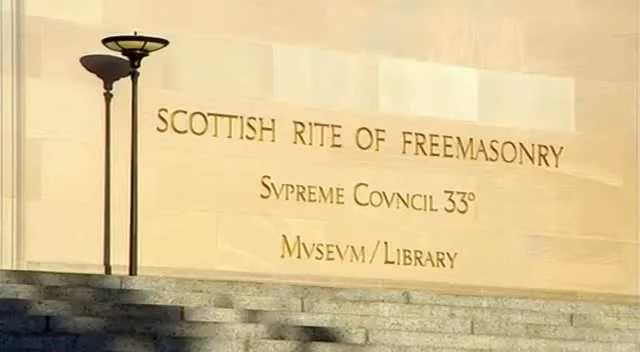 SCOTTISH RITE OF FREEMASONRY
SVPREME COVNCIL 33°
MVSEVM/LIBRARY